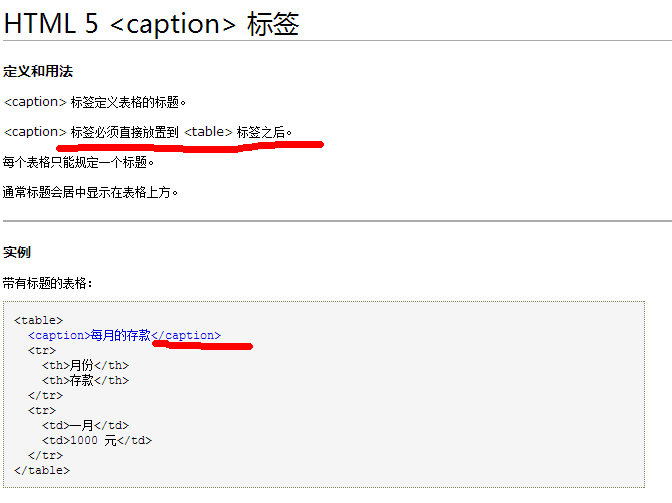 HTML 5 <caption> 标签
定义和用法
<caption> 标签定义表格的标题。
<caption> 标签必须直接放置到 <table> 标签之后。
每个表格只能规定一个标题。
通常标题会居中显示在表格上方。
实例
带有标题的表格：
<table>
  <caption>每月的存款</caption>
  <tr>
    <th>月份</th>
    <th>存款</th>
  </tr>
  <tr>
    <td>一月</td>
    <td>1000 元</td>
  </tr>
</table>